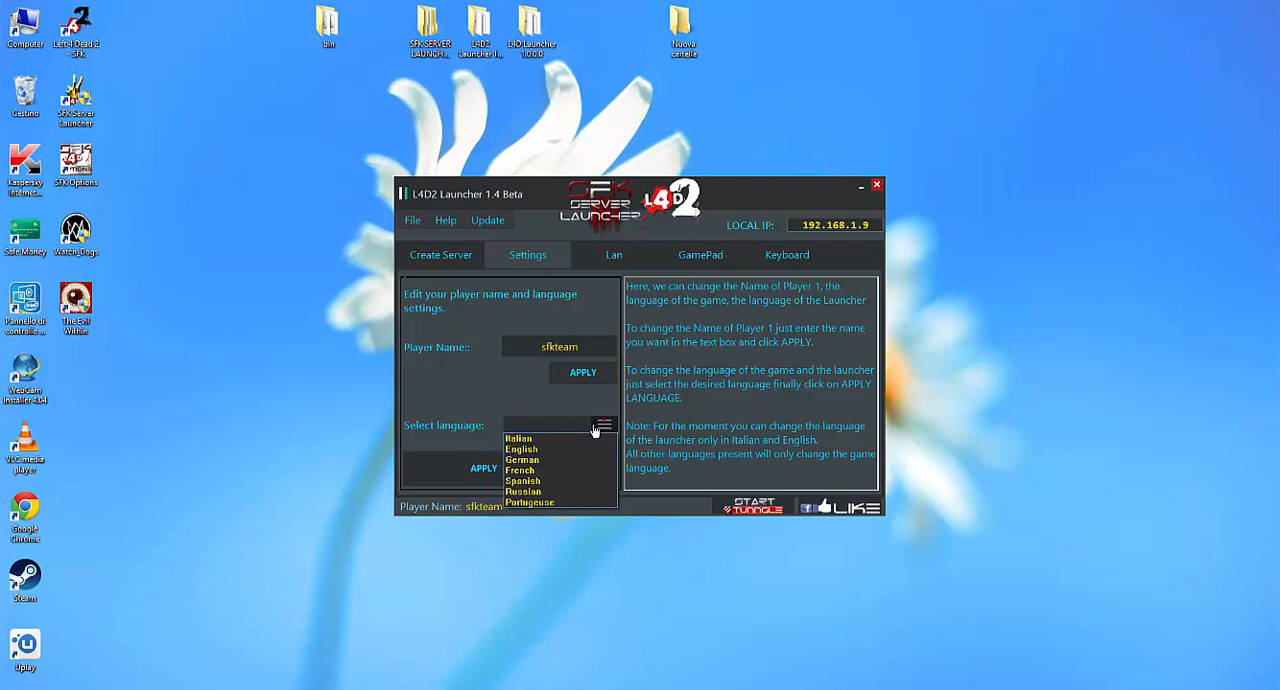 Computer
Left 4 Dead 2
- SFK
bin
SFK SERVER
LAUNCH...
L4D2
Launcher I...
L4D Launcher
1.0.0.0
Nuova
cartella
Cestino
SFK Server
Launcher
Kaspersky
Internet...
SFK
L4D
SFK Options
Safe Money
Watch_Dogs
Pannello di
controllo ...
The Evil
Within
WebCam
Installer 4.04
VLC media
player
Google
Chrome
Steam
Uplay
L4D2 Launcher 1.4 Beta
SFK
SERVER
LAUNCHER
L4D2
File Help Update
LOCAL IP: 192.168.1.9
Create Server Settings Lan GamePad Keyboard
Edit your player name and language
settings.
Player Name:: sfkteam
APPLY
Select language:
Italian
English
German
French
Spanish
Russian
Portugeuse
APPLY
Here, we can change the Name of Player 1, the
language of the game, the language of the Launcher
To change the Name of Player 1 just enter the name
you want in the text box and click APPLY.
To change the language of the game and the launcher
just select the desired language finally click on APPLY
LANGUAGE.
Note: For the moment you can change the language
of the launcher only in Italian and English.
All other languages present will only change the game
language.
Player Name: sfkteam
START
TUNNGLE
f LIKE